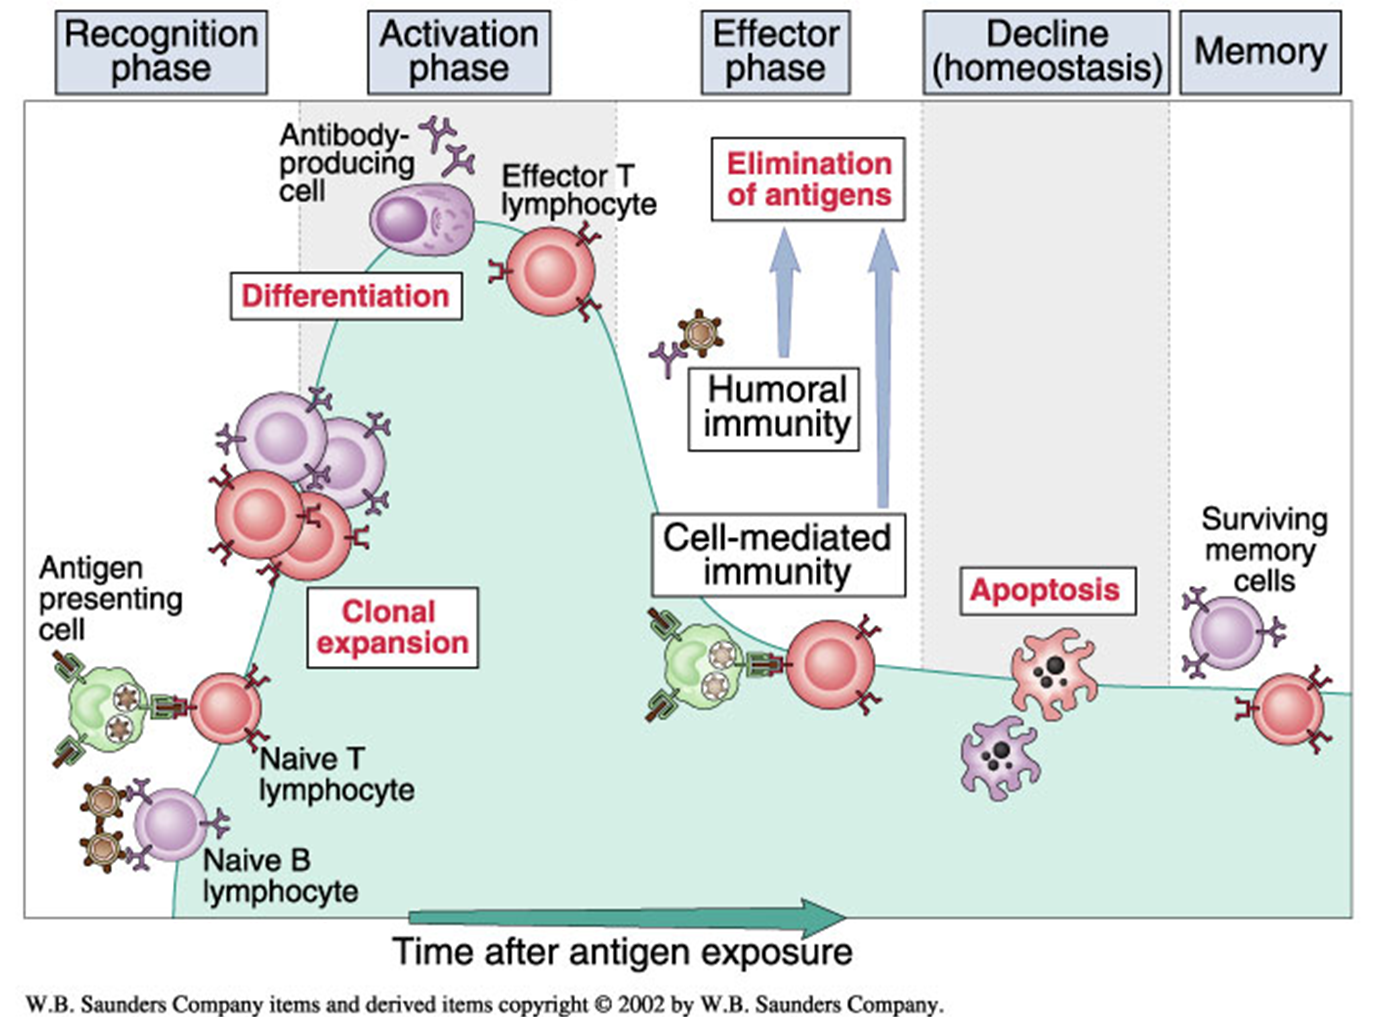 Recognition
phase
Activation
phase
Effector
phase
Decline
(homeostasis)
Memory
Antibody-
producing
cell
Effector T
lymphocyte
Elimination
of antigens
Differentiation
Humoral
immunity
Cell-mediated
immunity
Surviving
memory
cells
Antigen
presenting
cell
Clonal
expansion
Apoptosis
Naive T
lymphocyte
Naive B
lymphocyte
Time after antigen exposure
W.B. Saunders Company items and derived items copyright © 2002 by W.B. Saunders Company.